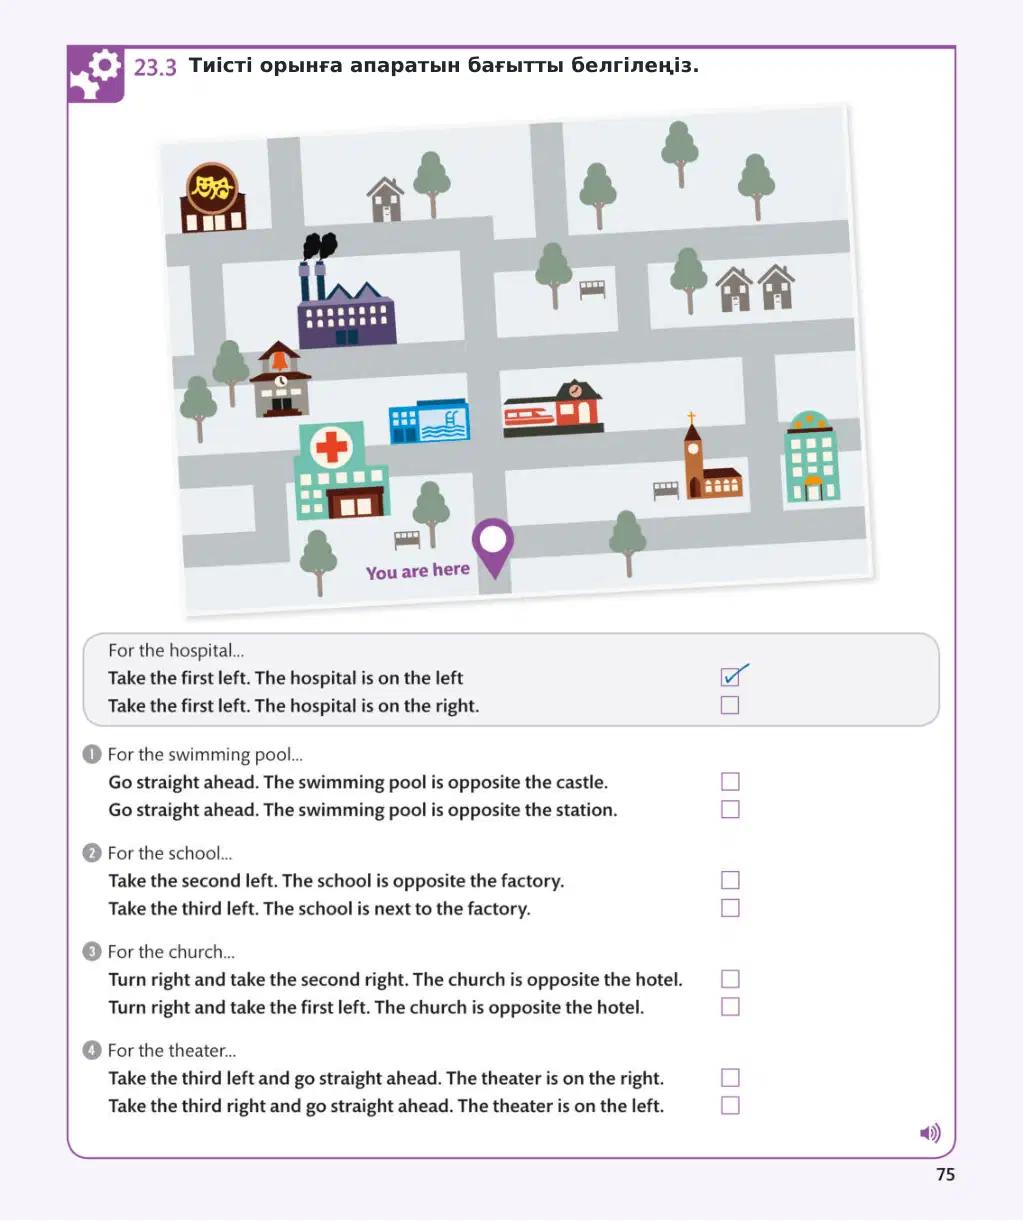 23.3 Тиісті орынға апаратын бағытты белгілеңіз.
You are here
For the hospital...
Take the first left. The hospital is on the left
Take the first left. The hospital is on the right.
1 For the swimming pool...
Go straight ahead. The swimming pool is opposite the castle.
Go straight ahead. The swimming pool is opposite the station.
2 For the school...
Take the second left. The school is opposite the factory.
Take the third left. The school is next to the factory.
3 For the church...
Turn right and take the second right. The church is opposite the hotel.
Turn right and take the first left. The church is opposite the hotel.
4 For the theater...
Take the third left and go straight ahead. The theater is on the right.
Take the third right and go straight ahead. The theater is on the left.
75